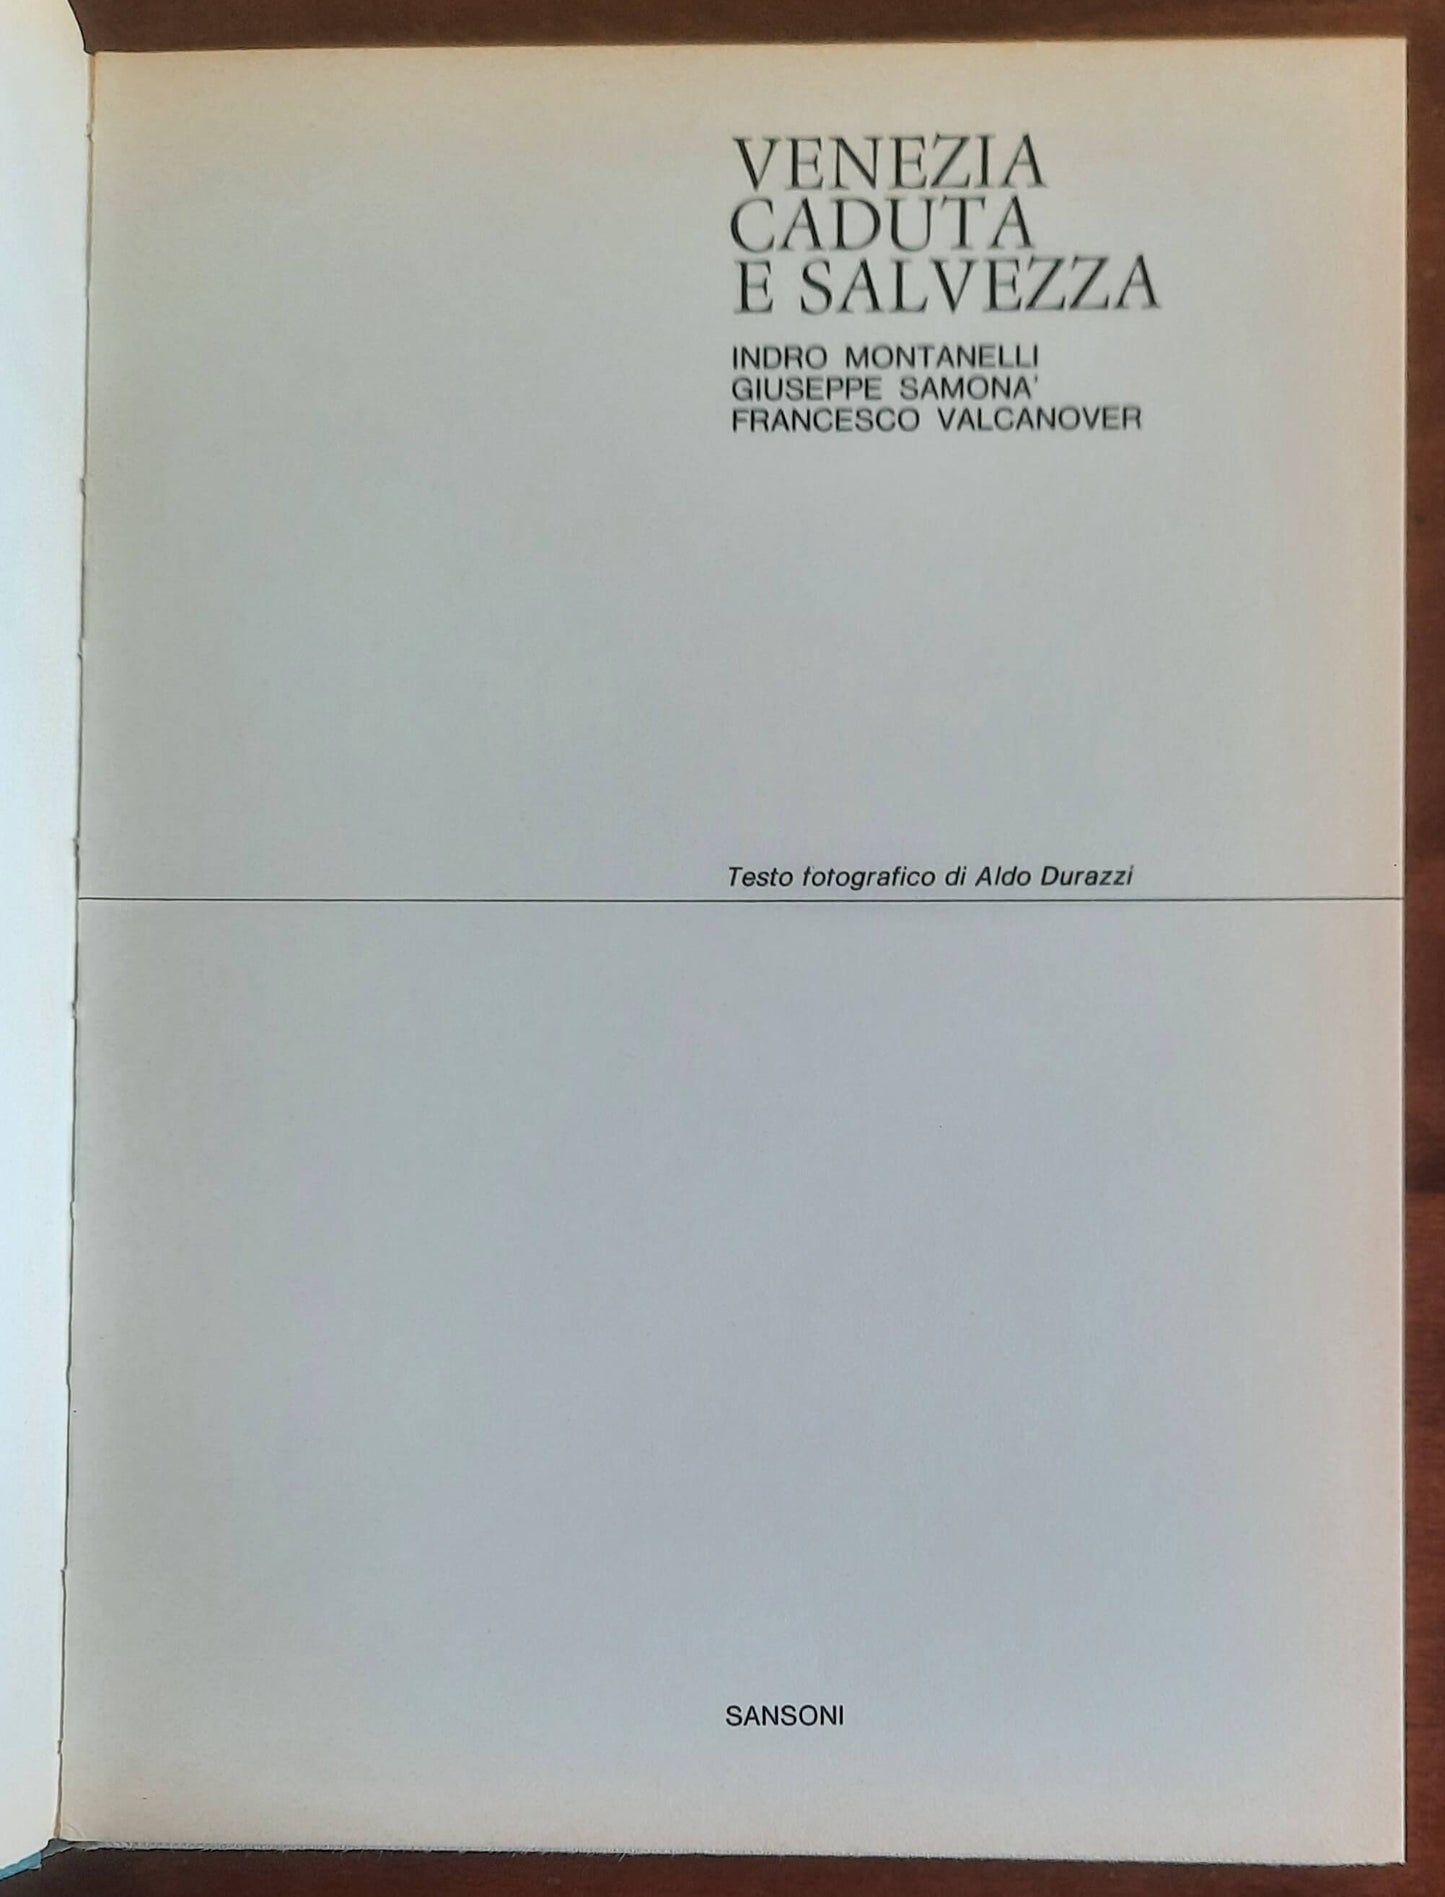 VENEZIA
CADUTA
E SALVEZZA
INDRO MONTANELLI
GIUSEPPE SAMONA'
FRANCESCO VALCANOVER
Testo fotografico di Aldo Durazzi
SANSONI